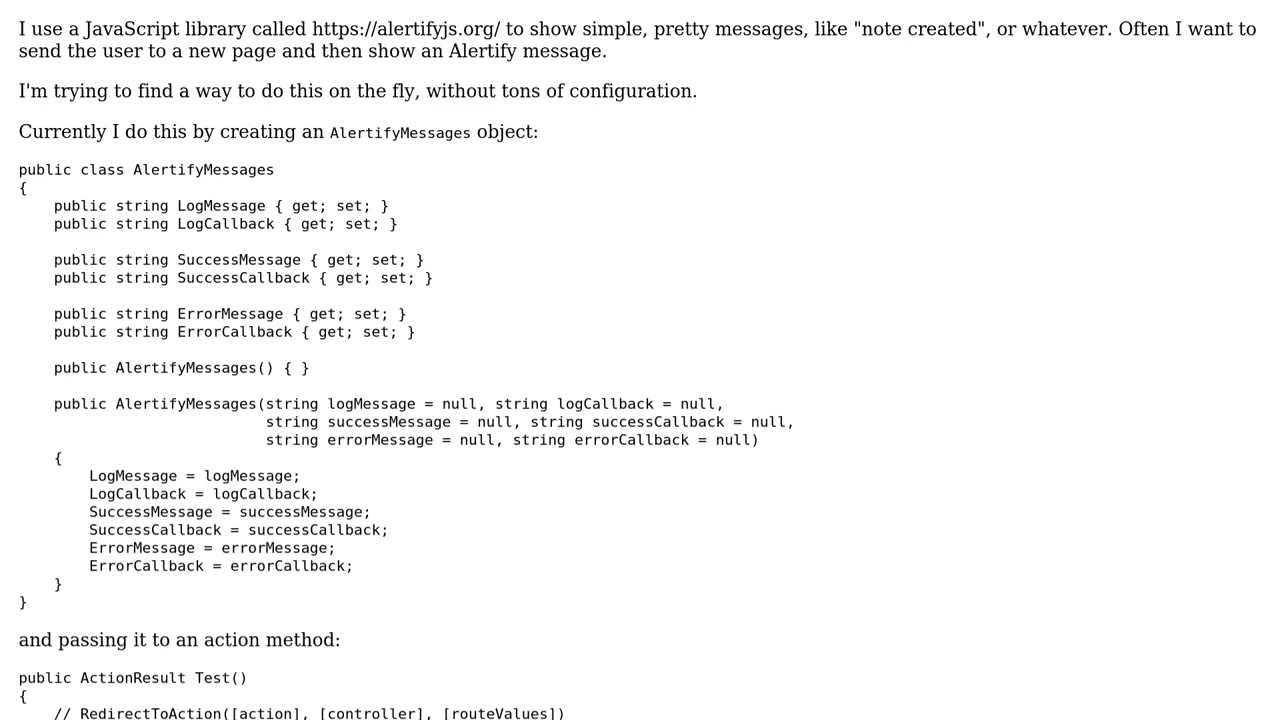 I use a JavaScript library called https://alertifyjs.org/ to show simple, pretty messages, like "note created", or whatever. Often I want to
send the user to a new page and then show an Alertify message.
I'm trying to find a way to do this on the fly, without tons of configuration.
Currently I do this by creating an AlertifyMessages object:
public class AlertifyMessages
{
    public string LogMessage { get; set; }
    public string LogCallback { get; set; }

    public string SuccessMessage { get; set; }
    public string SuccessCallback { get; set; }

    public string ErrorMessage { get; set; }
    public string ErrorCallback { get; set; }

    public AlertifyMessages() { }

    public AlertifyMessages(string logMessage = null, string logCallback = null,
                            string successMessage = null, string successCallback = null,
                            string errorMessage = null, string errorCallback = null)
    {
        LogMessage = logMessage;
        LogCallback = logCallback;
        SuccessMessage = successMessage;
        SuccessCallback = successCallback;
        ErrorMessage = errorMessage;
        ErrorCallback = errorCallback;
    }
}
and passing it to an action method:
public ActionResult Test()
{
    // RedirectToAction([action], [controller], [routeValues])